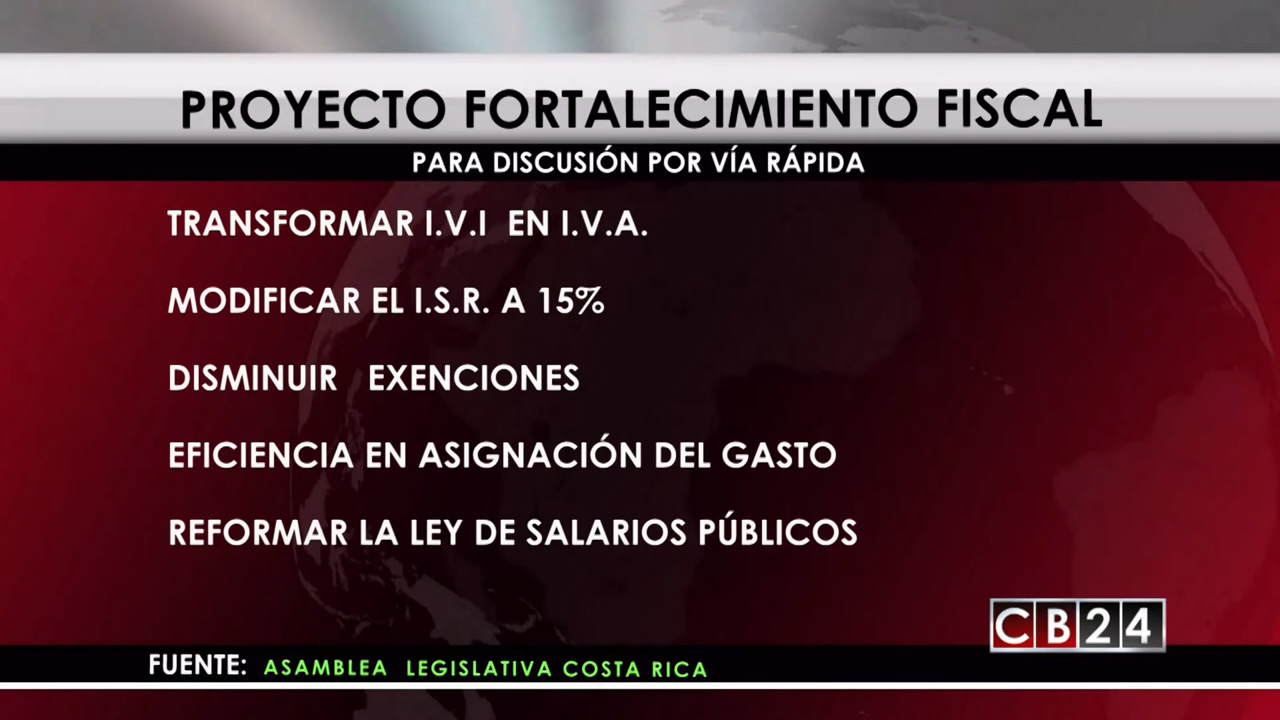 PROYECTO FORTALECIMIENTO FISCAL
PARA DISCUSIÓN POR VÍA RÁPIDA
TRANSFORMAR I.V.I EN I.V.A.
MODIFICAR EL I.S.R. A 15%
DISMINUIR EXENCIONES
EFICIENCIA EN ASIGNACIÓN DEL GASTO
REFORMAR LA LEY DE SALARIOS PÚBLICOS
CB24
FUENTE: ASAMBLEA LEGISLATIVA COSTA RICA